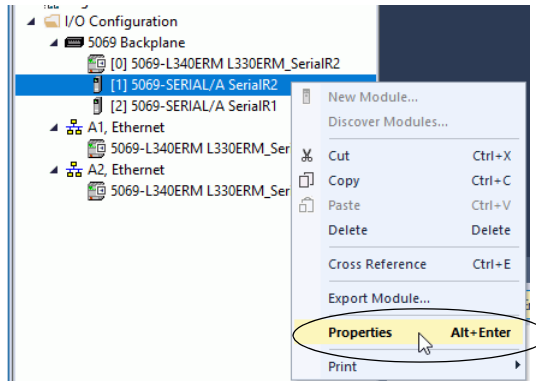 I/O Configuration
5069 Backplane
[0] 5069-L340ERM L330ERM_SerialR2
[1] 5069-SERIAL/A SerialR2
[2] 5069-SERIAL/A SerialR1
A1, Ethernet
5069-L340ERM L330ERM_Ser
A2, Ethernet
5069-L340ERM L330ERM_Ser
New Module...
Discover Modules...
Cut Ctrl+X
Copy Ctrl+C
Paste Ctrl+V
Delete Delete
Cross Reference Ctrl+E
Export Module...
Properties Alt+Enter
Print